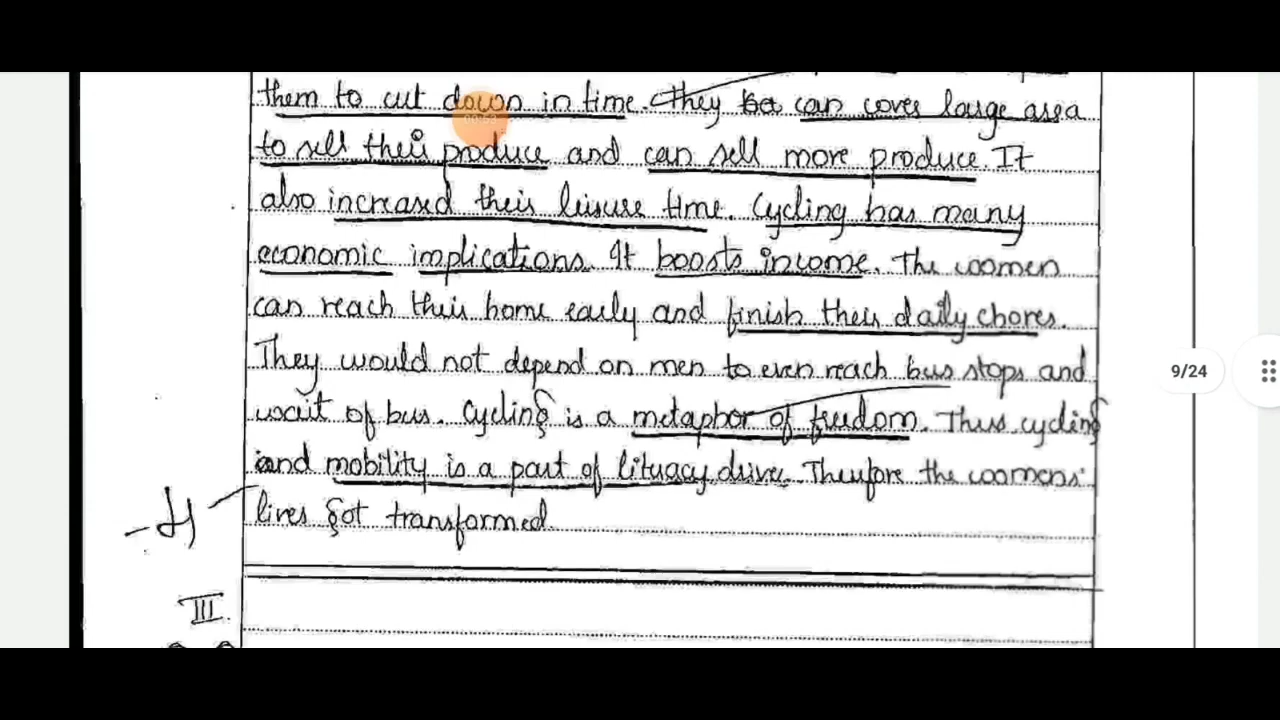 them to cut down in time. They can cover large area
to sell their produce and can sell more produce. It
also increased their leisure time. Cycling has many
economic implications. It boosts income. The women
can reach their home early and finish their daily chores.
They would not depend on men to even reach bus stops and
wait of bus. Cycling is a metaphor of freedom. Thus cycling
and mobility is a part of literacy drive. Therefore the womens'
lives got transformed.
III.
9/24